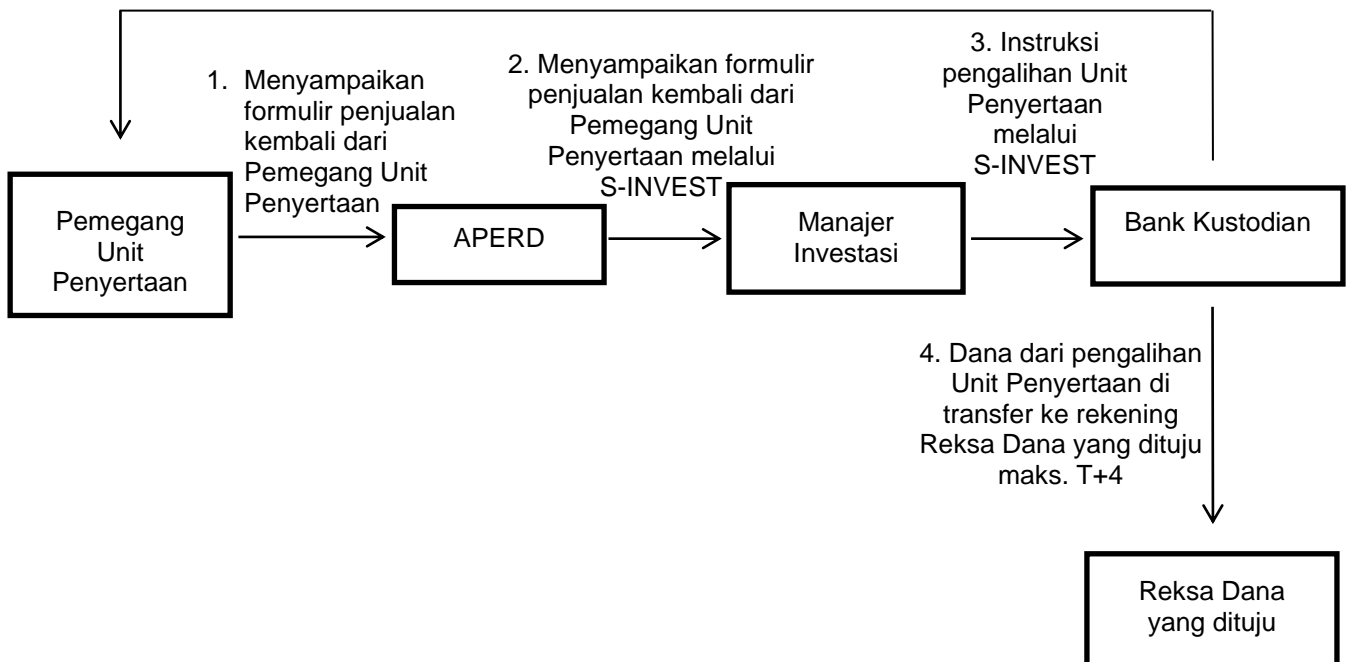 1. Menyampaikan
formulir penjualan
kembali dari
Pemegang Unit
Penyertaan
2. Menyampaikan formulir
penjualan kembali dari
Pemegang Unit
Penyertaan melalui
S-INVEST
3. Instruksi
pengalihan Unit
Penyertaan
melalui
S-INVEST
Pemegang
Unit
Penyertaan
APERD
Manajer
Investasi
Bank Kustodian
4. Dana dari pengalihan
Unit Penyertaan di
transfer ke rekening
Reksa Dana yang dituju
maks. T+4
Reksa Dana
yang dituju